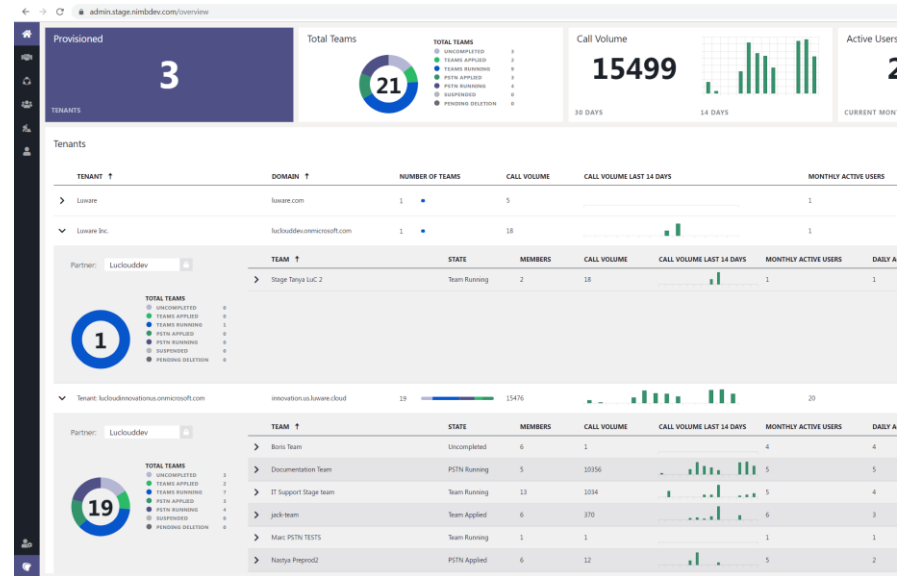 admin.stage.nimbdev.com/overview
Provisioned
3
TENANTS
Total Teams
21
TOTAL TEAMS
UNCOMPLETED 3
TEAMS APPLIED 2
TEAMS RUNNING 9
PSTN APPLIED 3
PSTN RUNNING 4
SUSPENDED 0
PENDING DELETION 0
Call Volume
15499
30 DAYS
14 DAYS
Active Users
2
CURRENT MON
Tenants
TENANT ↑ DOMAIN ↑ NUMBER OF TEAMS CALL VOLUME CALL VOLUME LAST 14 DAYS MONTHLY ACTIVE USERS
Luware luware.com 1 5 1
Luware Inc. luclouddev.onmicrosoft.com 1 18 1
Partner: Luclouddev
TEAM ↑ STATE MEMBERS CALL VOLUME CALL VOLUME LAST 14 DAYS MONTHLY ACTIVE USERS DAILY A
Stage Tanya LuC 2 Team Running 2 18 1 1
1
TOTAL TEAMS
UNCOMPLETED 0
TEAMS APPLIED 0
TEAMS RUNNING 1
PSTN APPLIED 0
PSTN RUNNING 0
SUSPENDED 0
PENDING DELETION 0
Tenant: lucloudinnovationus.onmicrosoft.com innovation.us.luware.cloud 19 15476 20
Partner: Luclouddev
TEAM ↑ STATE MEMBERS CALL VOLUME CALL VOLUME LAST 14 DAYS MONTHLY ACTIVE USERS DAILY A
Boris Team Uncompleted 6 1 4 4
Documentation Team PSTN Running 5 10356 5 5
IT Support Stage team Team Running 13 1034 5 4
jack-team Team Applied 6 370 6 3
Marc PSTN TESTS Team Running 1 1 1 1
Nastya Preprod2 PSTN Applied 6 12 5 2
19
TOTAL TEAMS
UNCOMPLETED 3
TEAMS APPLIED 2
TEAMS RUNNING 7
PSTN APPLIED 3
PSTN RUNNING 4
SUSPENDED 0
PENDING DELETION 0